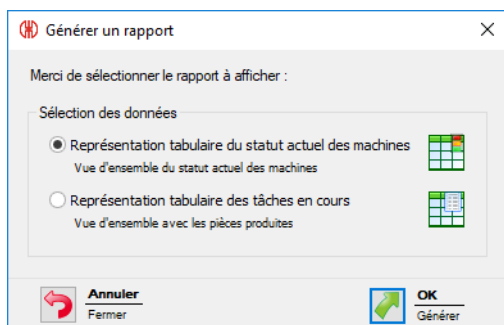 Générer un rapport
Merci de sélectionner le rapport à afficher :
Sélection des données
Représentation tabulaire du statut actuel des machines
Vue d'ensemble du statut actuel des machines
Représentation tabulaire des tâches en cours
Vue d'ensemble avec les pièces produites
Annuler
Fermer
OK
Générer